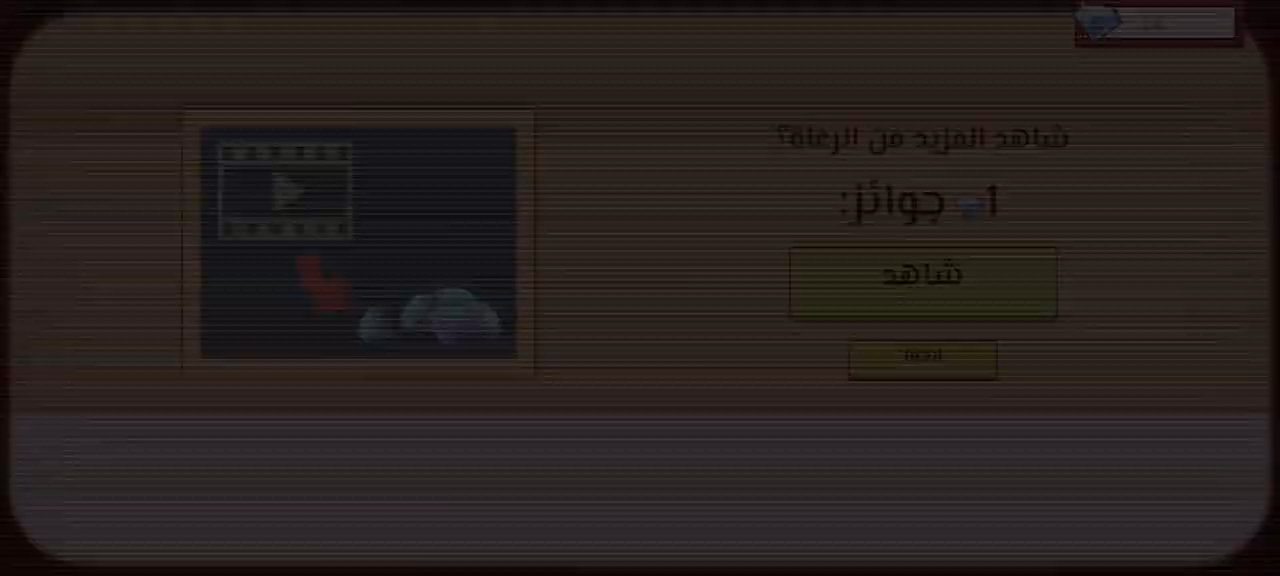 شاهد المزيد من الرعاة؟
1 جوائز:
شاهد